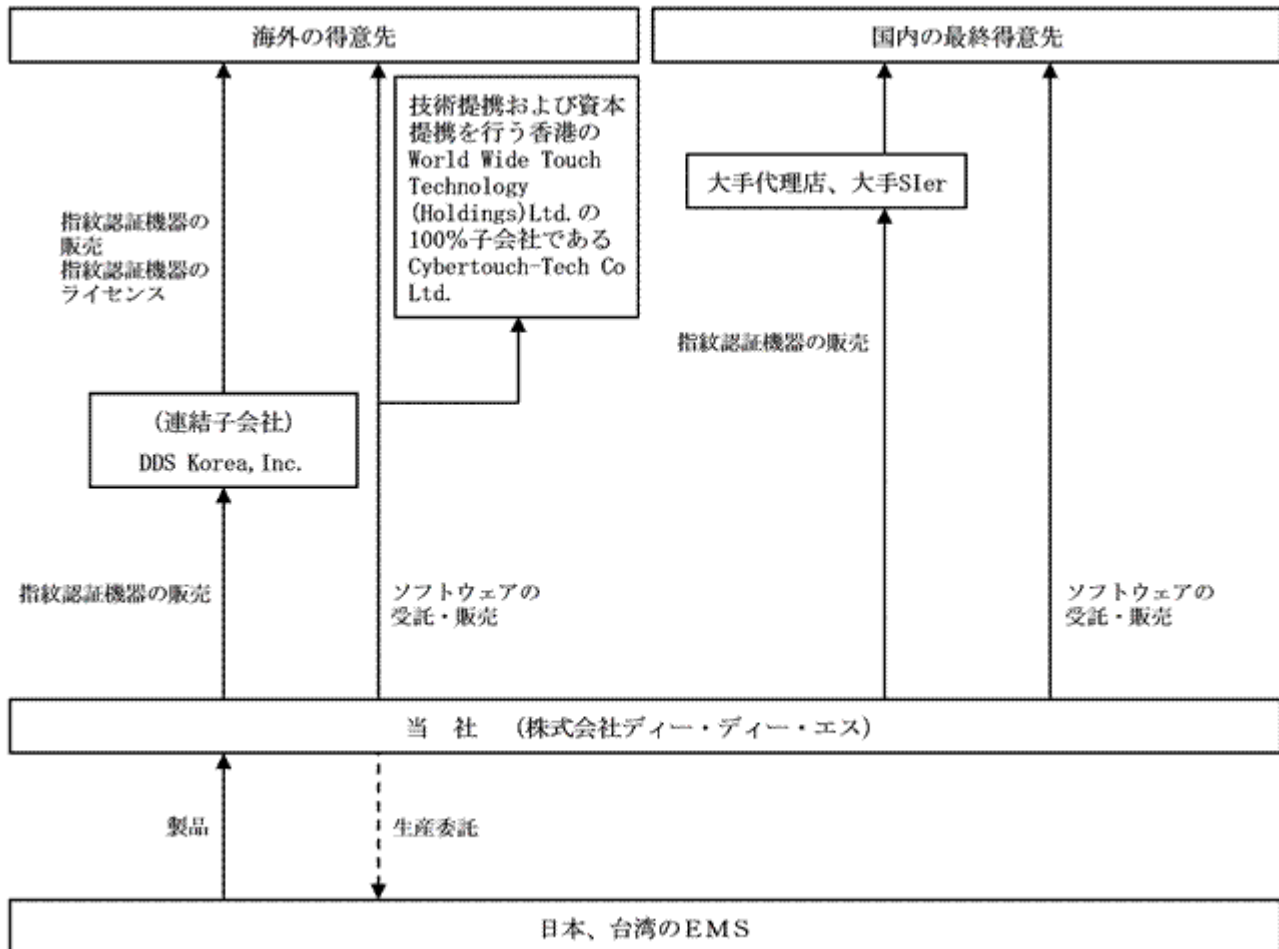 海外の得意先
国内の最終得意先
技術提携および資本
提携を行う香港の
World Wide Touch
Technology
(Holdings)Ltd.の
100%子会社である
Cybertouch-Tech Co
Ltd.
大手代理店、大手SIer
指紋認証機器の
販売
指紋認証機器の
ライセンス
指紋認証機器の販売
(連結子会社)
DDS Korea,Inc.
指紋認証機器の販売
ソフトウェアの
受託・販売
ソフトウェアの
受託・販売
当 社 (株式会社ディー・ディー・エス)
製品
生産委託
日本、台湾のEMS